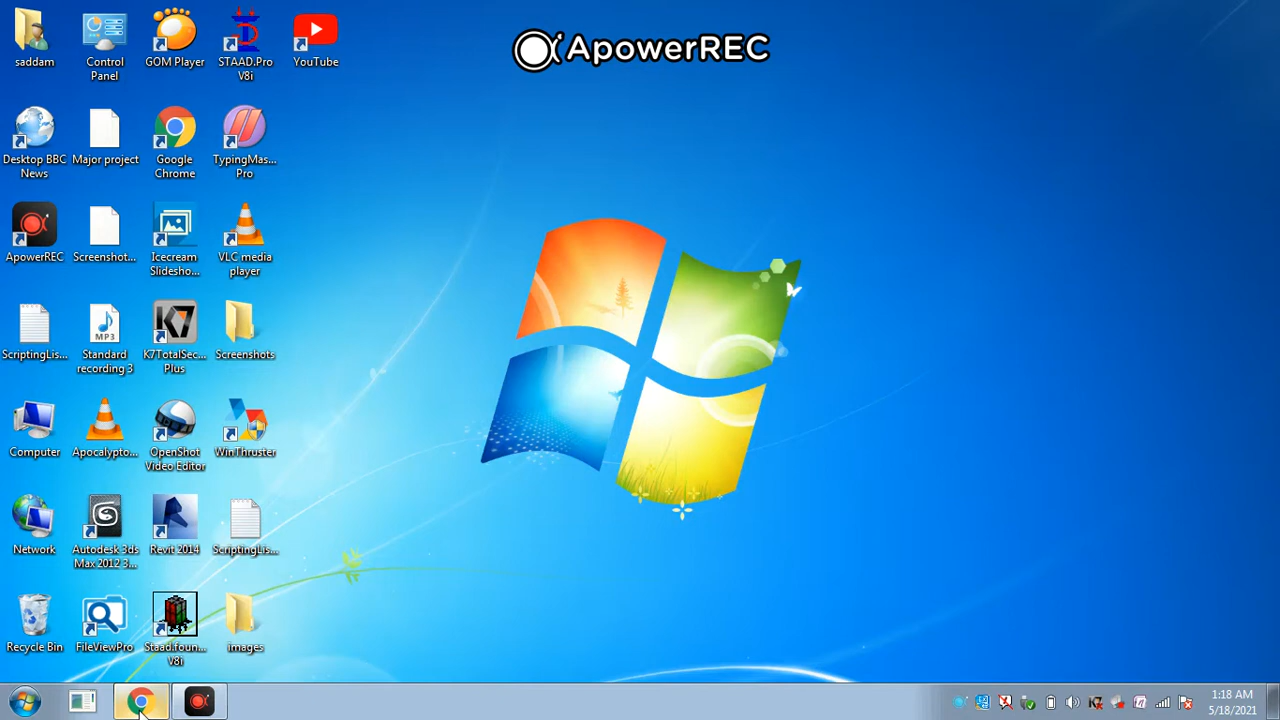 saddam
Control
Panel
GOM Player
STAAD.Pro
V8i
YouTube
ApowerREC
Desktop BBC
News
Major project
Google
Chrome
TypingMas...
Pro
ApowerREC
Screenshot...
Icecream
Slidesho...
VLC media
player
ScriptingLis...
MP3
Standard
recording 3
K7
K7TotalSec...
Plus
Screenshots
Computer
Apocalypto...
OpenShot
Video Editor
WinThruster
Network
Autodesk 3ds
Max 2012 3...
Revit 2014
ScriptingLis...
Recycle Bin
FileViewPro
Staad.foun...
V8i
images
1:18 AM
5/18/2021